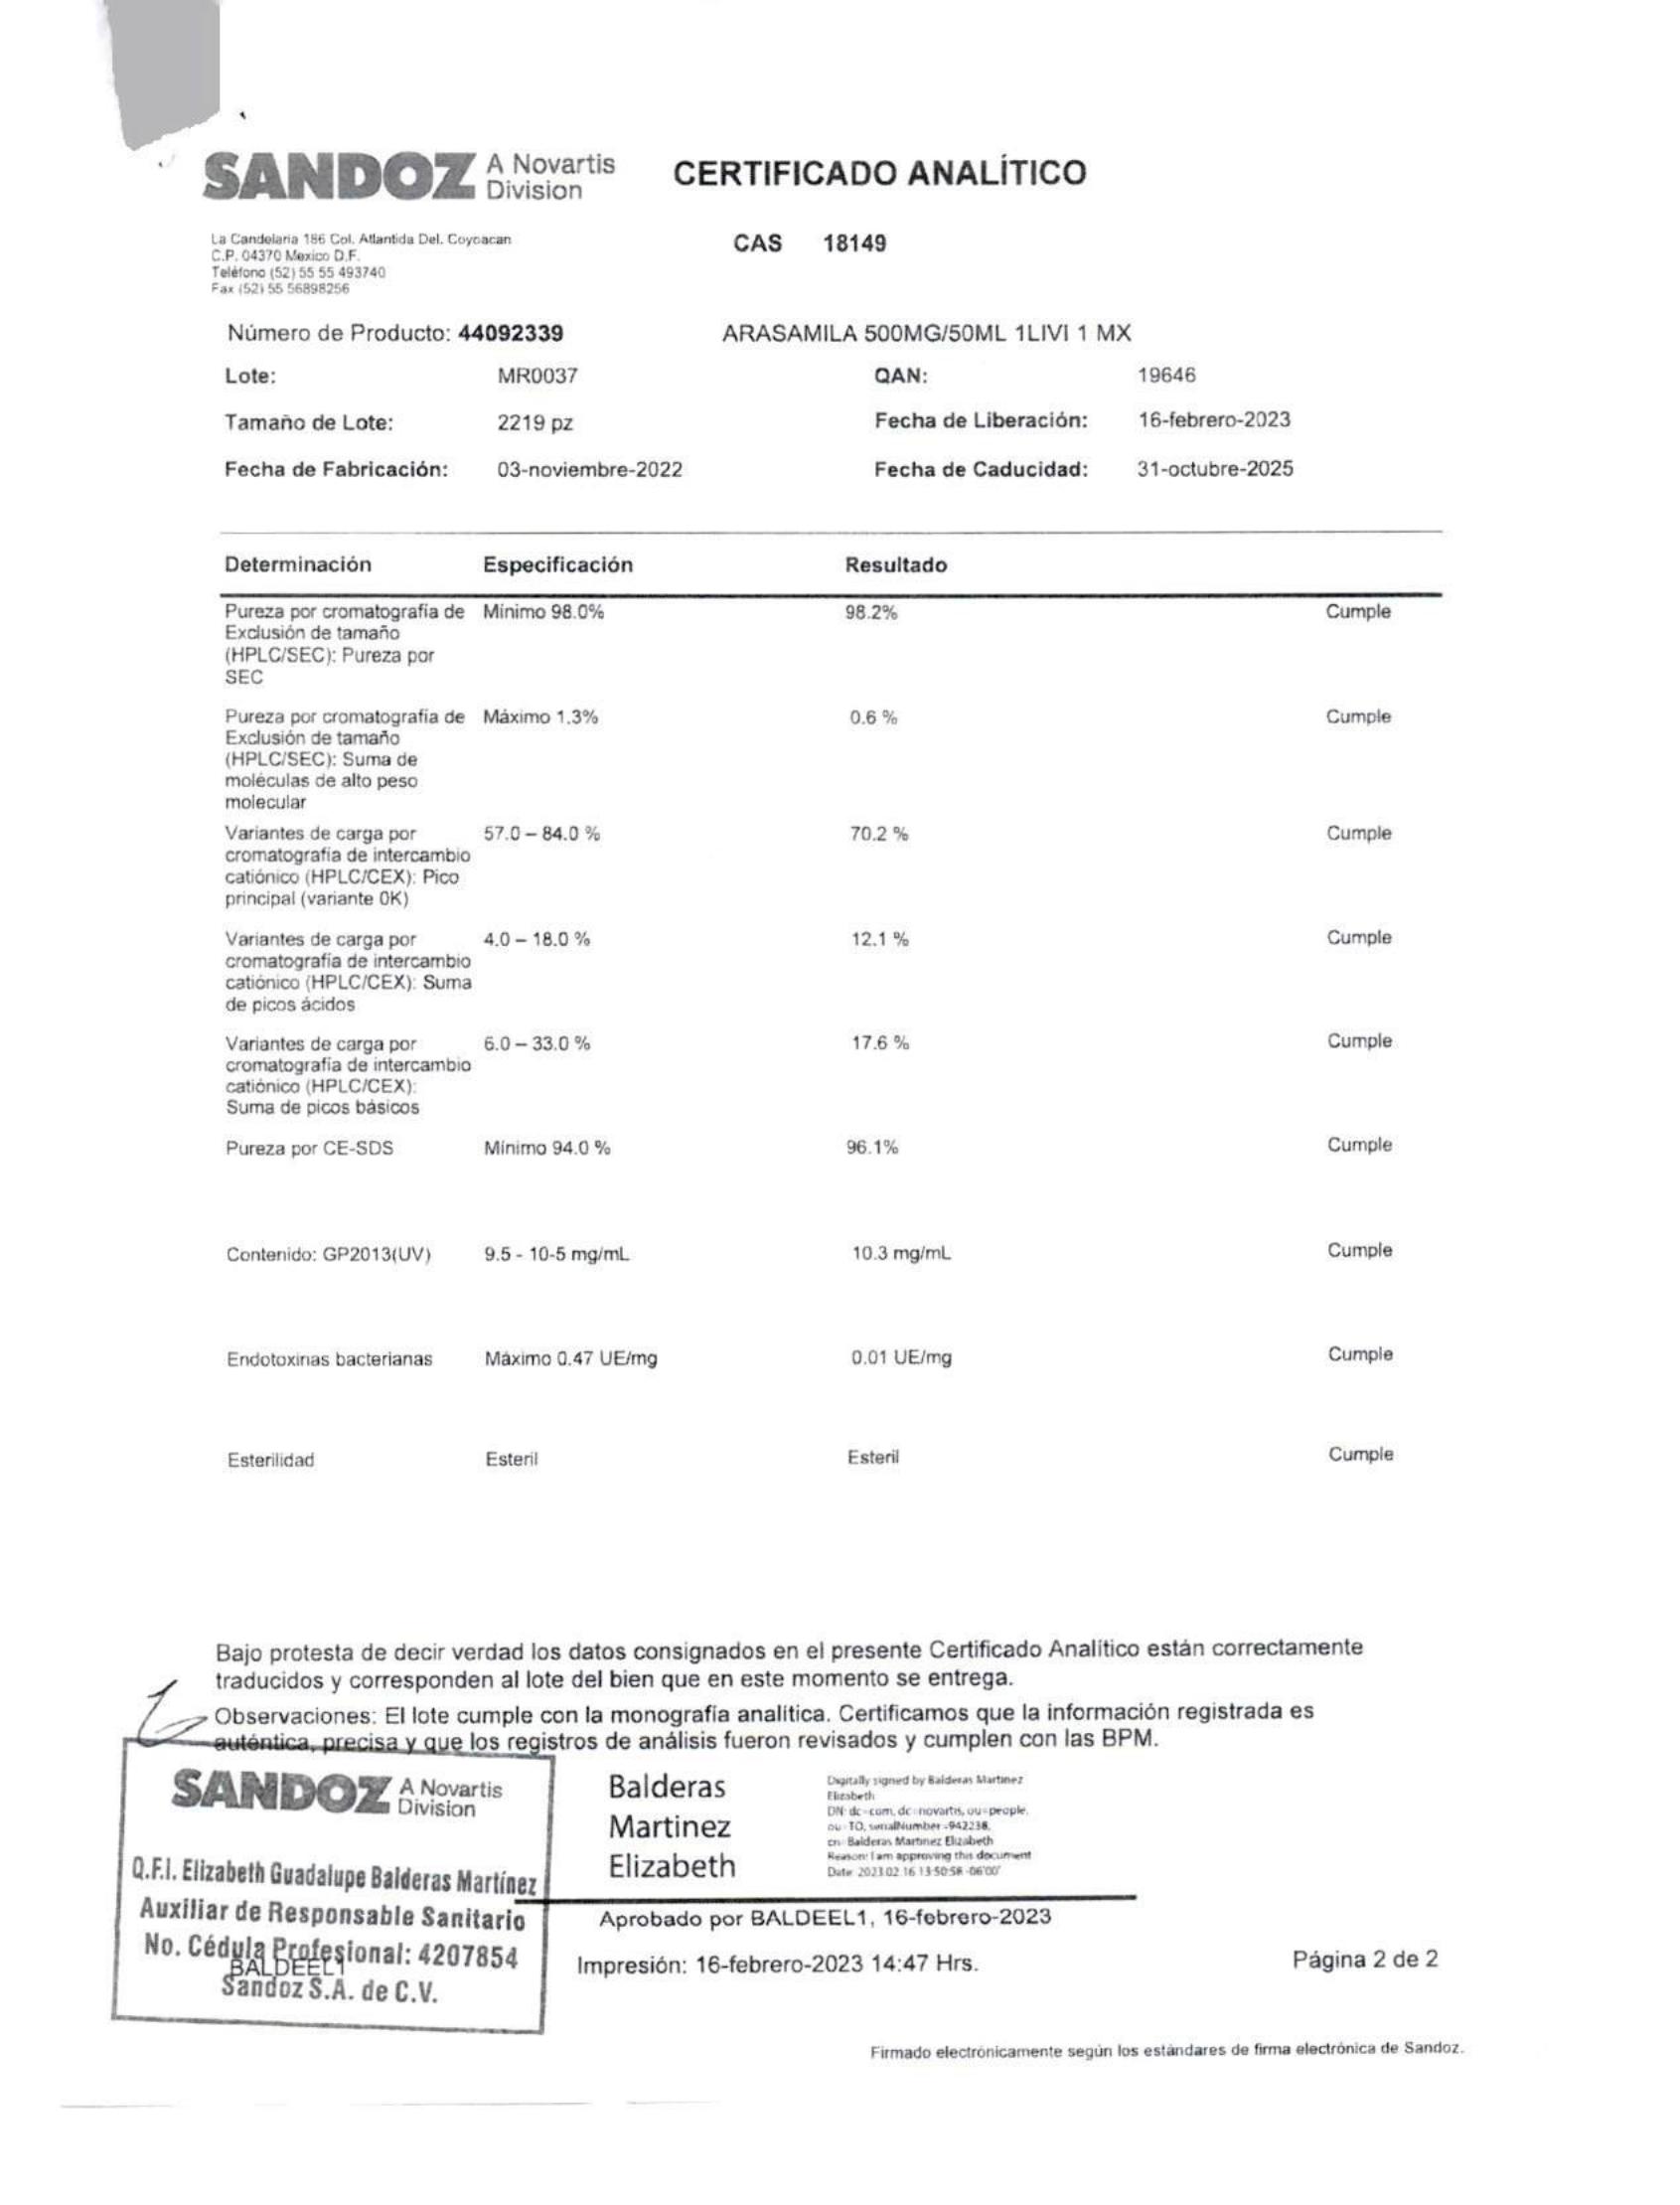 SANDOZ A Novartis Division
CERTIFICADO ANALÍTICO
La Candelaria 186 Col. Atlantida Del. Coyoacan
C.P. 04370 Mexico D.F.
Teléfono (52) 55 55 493740
Fax (52) 55 56898256
CAS 18149
Número de Producto: 44092339 ARASAMILA 500MG/50ML 1LIVI 1 MX
Lote: MR0037 QAN: 19646
Tamaño de Lote: 2219 pz Fecha de Liberación: 16-febrero-2023
Fecha de Fabricación: 03-noviembre-2022 Fecha de Caducidad: 31-octubre-2025
Determinación Especificación Resultado
Pureza por cromatografía de Mínimo 98.0% 98.2% Cumple
Exclusión de tamaño
(HPLC/SEC): Pureza por
SEC
Pureza por cromatografía de Máximo 1.3% 0.6 % Cumple
Exclusión de tamaño
(HPLC/SEC): Suma de
moléculas de alto peso
molecular
Variantes de carga por 57.0 – 84.0 % 70.2 % Cumple
cromatografía de intercambio
catiónico (HPLC/CEX): Pico
principal (variante 0K)
Variantes de carga por 4.0 – 18.0 % 12.1 % Cumple
cromatografía de intercambio
catiónico (HPLC/CEX): Suma
de picos ácidos
Variantes de carga por 6.0 – 33.0 % 17.6 % Cumple
cromatografía de intercambio
catiónico (HPLC/CEX):
Suma de picos básicos
Pureza por CE-SDS Mínimo 94.0 % 96.1% Cumple
Contenido: GP2013(UV) 9.5 - 10-5 mg/mL 10.3 mg/mL Cumple
Endotoxinas bacterianas Máximo 0.47 UE/mg 0.01 UE/mg Cumple
Esterilidad Esteril Esteril Cumple
Bajo protesta de decir verdad los datos consignados en el presente Certificado Analítico están correctamente
traducidos y corresponden al lote del bien que en este momento se entrega.
Observaciones: El lote cumple con la monografía analítica. Certificamos que la información registrada es
auténtica, precisa y que los registros de análisis fueron revisados y cumplen con las BPM.
SANDOZ A Novartis Division
Q.F.I. Elizabeth Guadalupe Balderas Martínez
Auxiliar de Responsable Sanitario
No. Cédula Profesional: 4207854
BALDEEL1
Sandoz S.A. de C.V.
Balderas
Martinez
Elizabeth
Digitally signed by Balderas Martinez
Elizabeth
DN: dc=com, dc=novartis, ou=people,
ou=TO, serialNumber=942238,
cn=Balderas Martinez Elizabeth
Reason: I am approving this document
Date: 2023.02.16 13:50:58 -06'00'
Aprobado por BALDEEL1, 16-febrero-2023
Impresión: 16-febrero-2023 14:47 Hrs.
Página 2 de 2
Firmado electrónicamente según los estándares de firma electrónica de Sandoz.